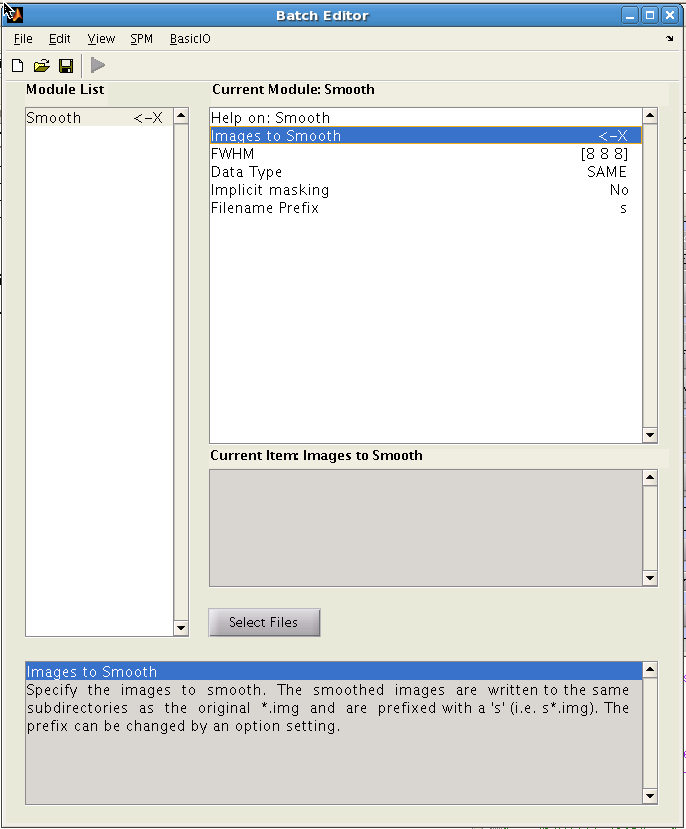 Batch Editor
File Edit View SPM BasicIO
Module List
Current Module: Smooth
Smooth <-X
Help on: Smooth
Images to Smooth <-X
FWHM [8 8 8]
Data Type SAME
Implicit masking No
Filename Prefix s
Current Item: Images to Smooth
Select Files
Images to Smooth
Specify the images to smooth. The smoothed images are written to the same
subdirectories as the original *.img and are prefixed with a 's' (i.e. s*.img). The
prefix can be changed by an option setting.